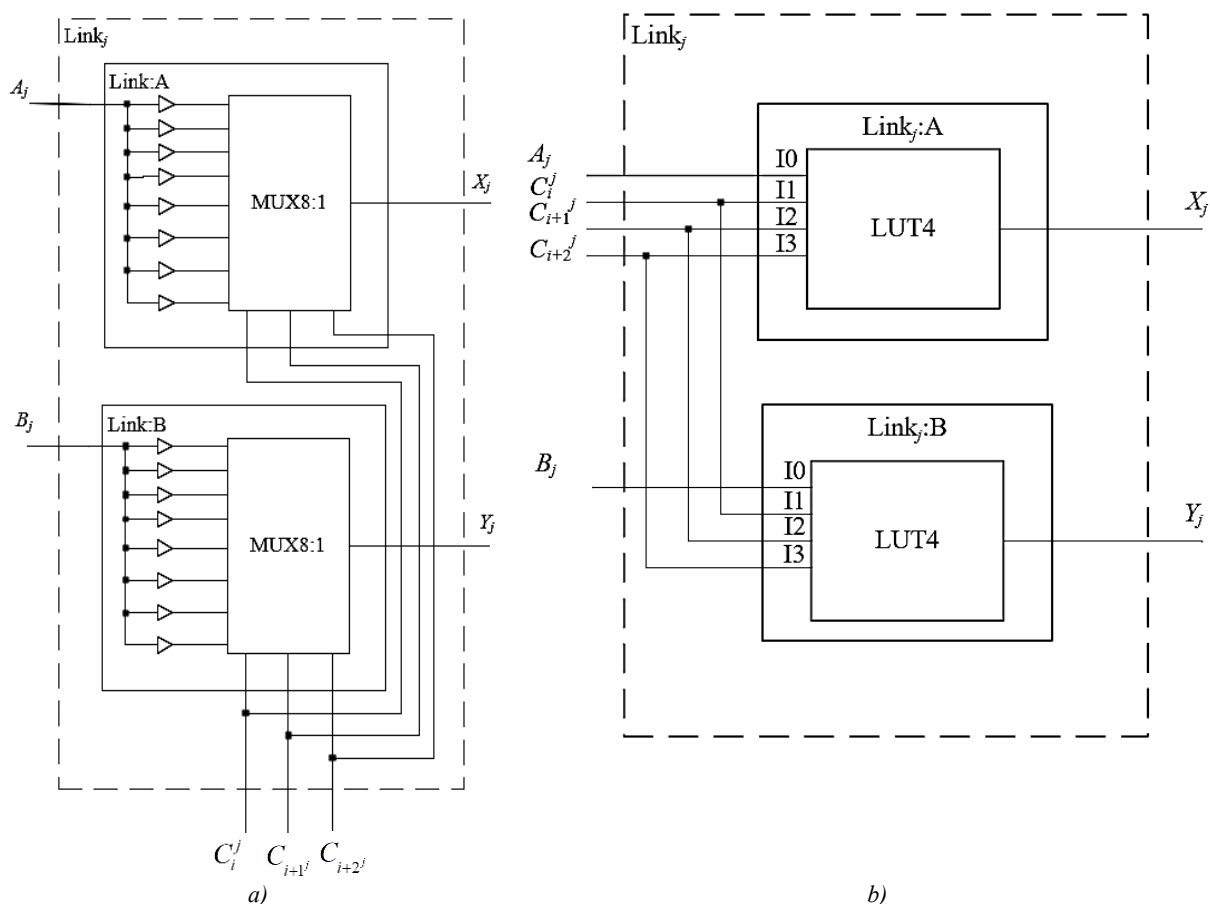 Link_j
Link:A
A_j
MUX8:1
X_j
B_j
Link:B
MUX8:1
Y_j
C_i^j C_{i+1^j} C_{i+2^j}
a)
Link_j
Link_j:A
A_j
C_i^j
C_{i+1}^j
C_{i+2}^j
I0
I1
I2
I3
LUT4
X_j
Link_j:B
B_j
I0
I1
I2
I3
LUT4
Y_j
b)